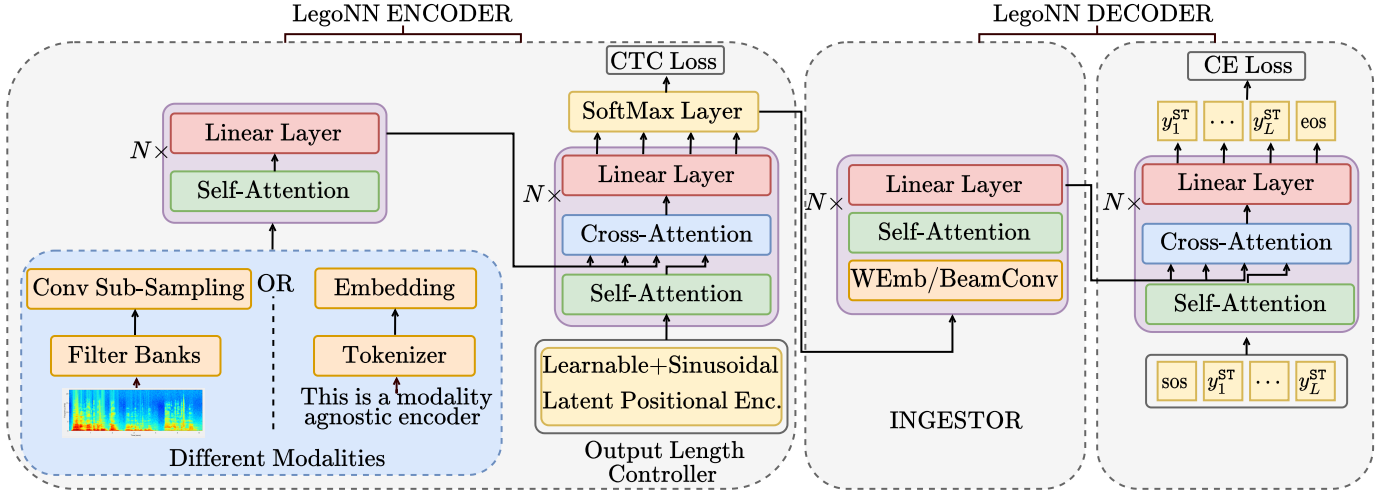 LegoNN ENCODER
LegoNN DECODER
Linear Layer
Self-Attention
N×
Conv Sub-Sampling
Filter Banks
OR
Embedding
Tokenizer
This is a modality
agnostic encoder
Different Modalities
CTC Loss
SoftMax Layer
Linear Layer
N×
Cross-Attention
Self-Attention
Learnable+Sinusoidal
Latent Positional Enc.
Output Length
Controller
N×
Linear Layer
Self-Attention
WEmb/BeamConv
INGESTOR
CE Loss
y₁ˢᵀ ··· y_Lˢᵀ eos
Linear Layer
N×
Cross-Attention
Self-Attention
sos y₁ˢᵀ ··· y_Lˢᵀ